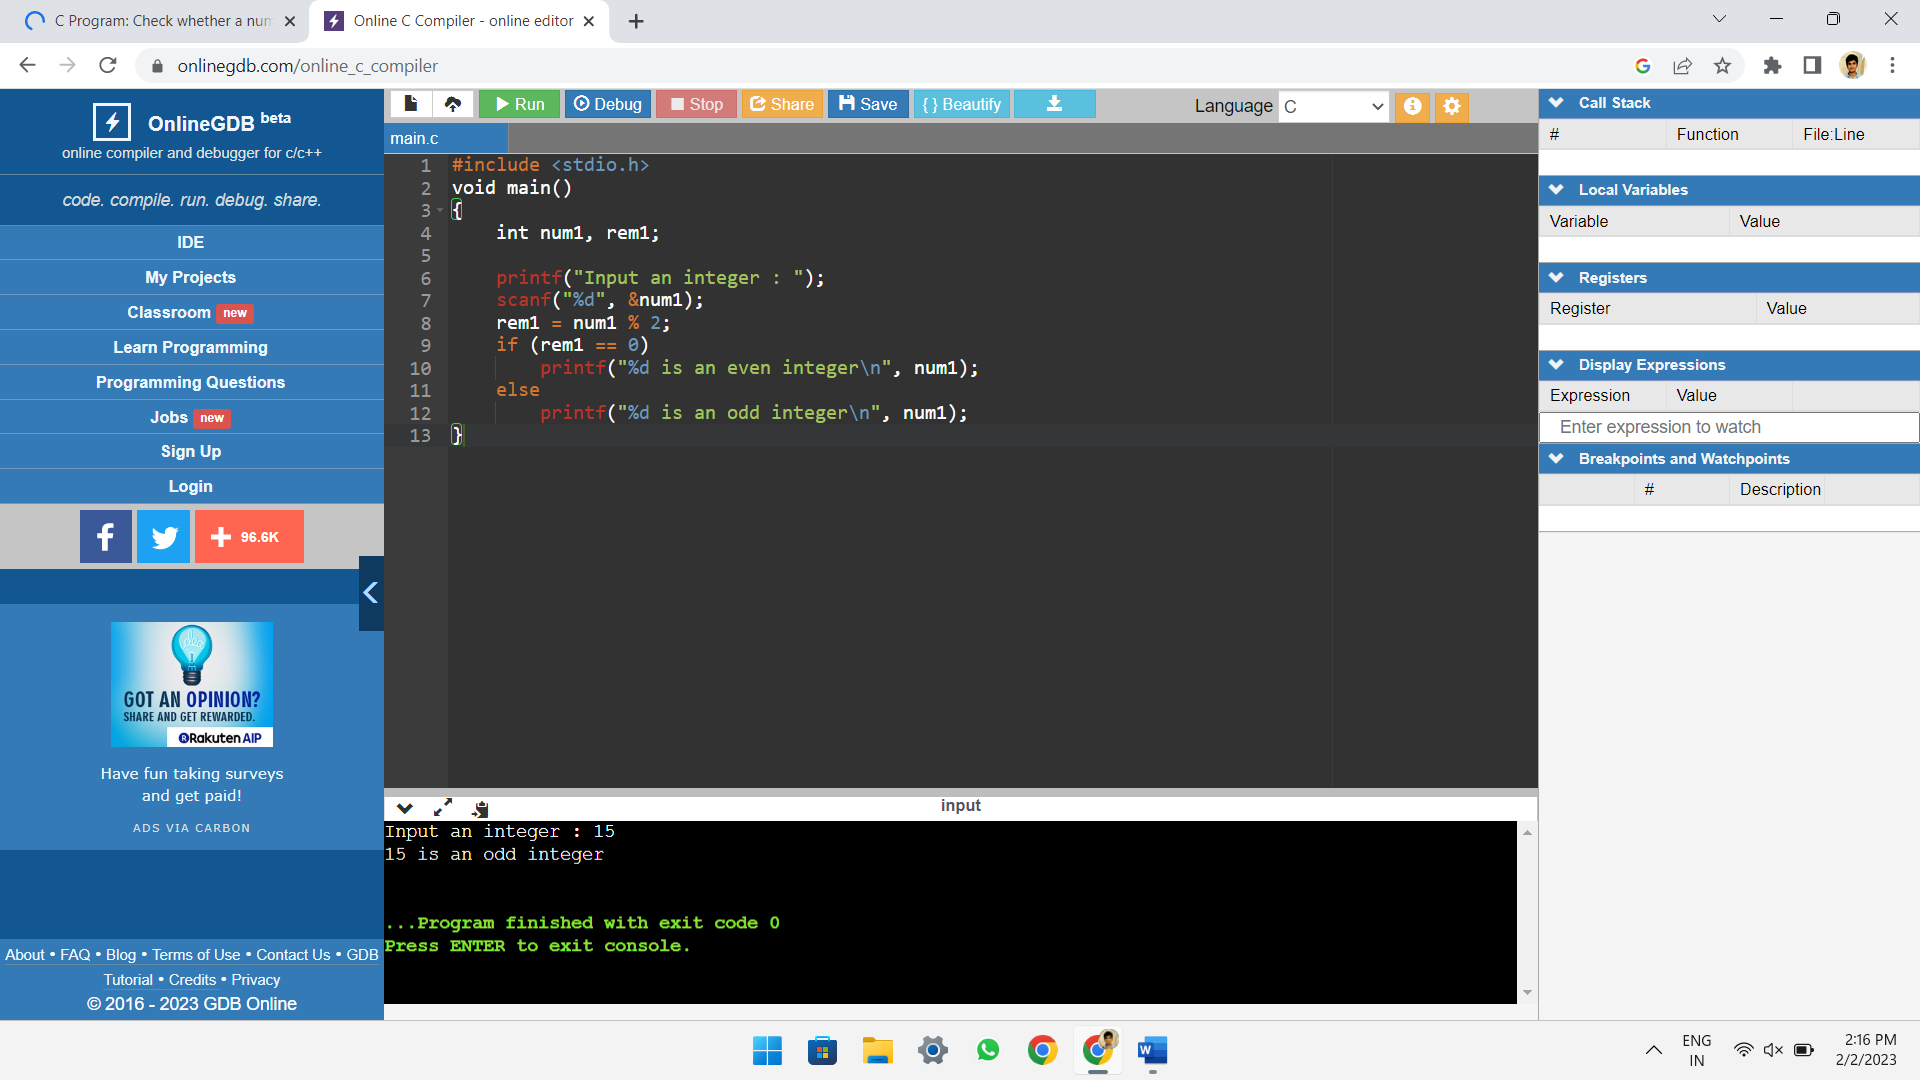 C Program: Check whether a num
Online C Compiler - online editor
onlinegdb.com/online_c_compiler
OnlineGDB beta
online compiler and debugger for c/c++
code. compile. run. debug. share.
IDE
My Projects
Classroom new
Learn Programming
Programming Questions
Jobs new
Sign Up
Login
96.6K
GOT AN OPINION?
SHARE AND GET REWARDED.
Rakuten AIP
Have fun taking surveys
and get paid!
ADS VIA CARBON
About • FAQ • Blog • Terms of Use • Contact Us • GDB
Tutorial • Credits • Privacy
© 2016 - 2023 GDB Online
Run Debug Stop Share Save {} Beautify
Language C
main.c
1 #include <stdio.h>
2 void main()
3 {
4 int num1, rem1;
5
6 printf("Input an integer : ");
7 scanf("%d", &num1);
8 rem1 = num1 % 2;
9 if (rem1 == 0)
10 printf("%d is an even integer\n", num1);
11 else
12 printf("%d is an odd integer\n", num1);
13 }
input
Input an integer : 15
15 is an odd integer
...Program finished with exit code 0
Press ENTER to exit console.
Call Stack
# Function File:Line
Local Variables
Variable Value
Registers
Register Value
Display Expressions
Expression Value
Enter expression to watch
Breakpoints and Watchpoints
# Description
W
ENG
IN
2:16 PM
2/2/2023